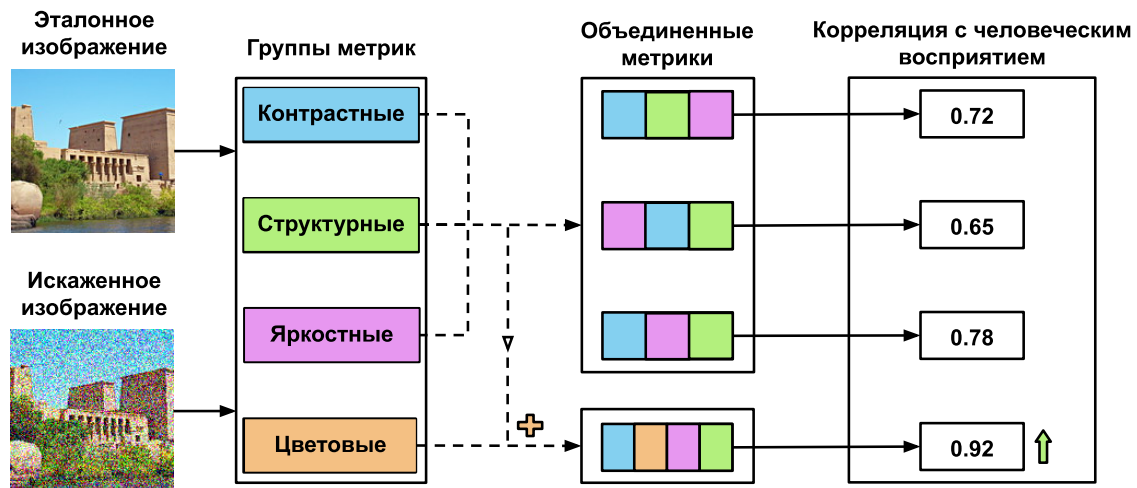 Эталонное
изображение
Группы метрик
Объединенные
метрики
Корреляция с человеческим
восприятием
Контрастные
0.72
Структурные
0.65
Искаженное
изображение
Яркостные
0.78
Цветовые
0.92